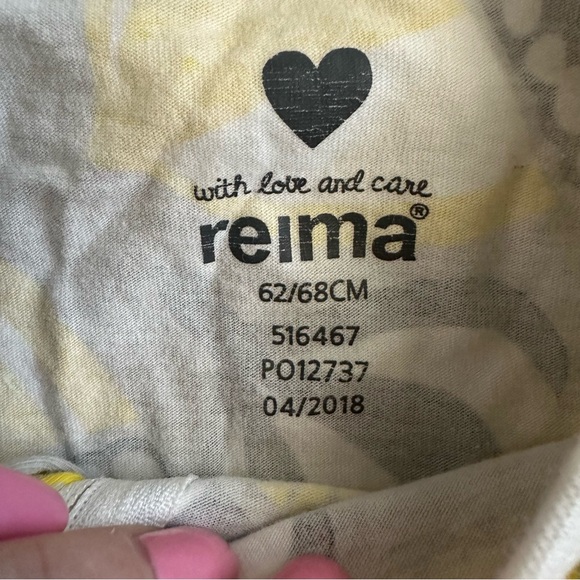 with love and care
reima®
62/68CM
516467
PO12737
04/2018